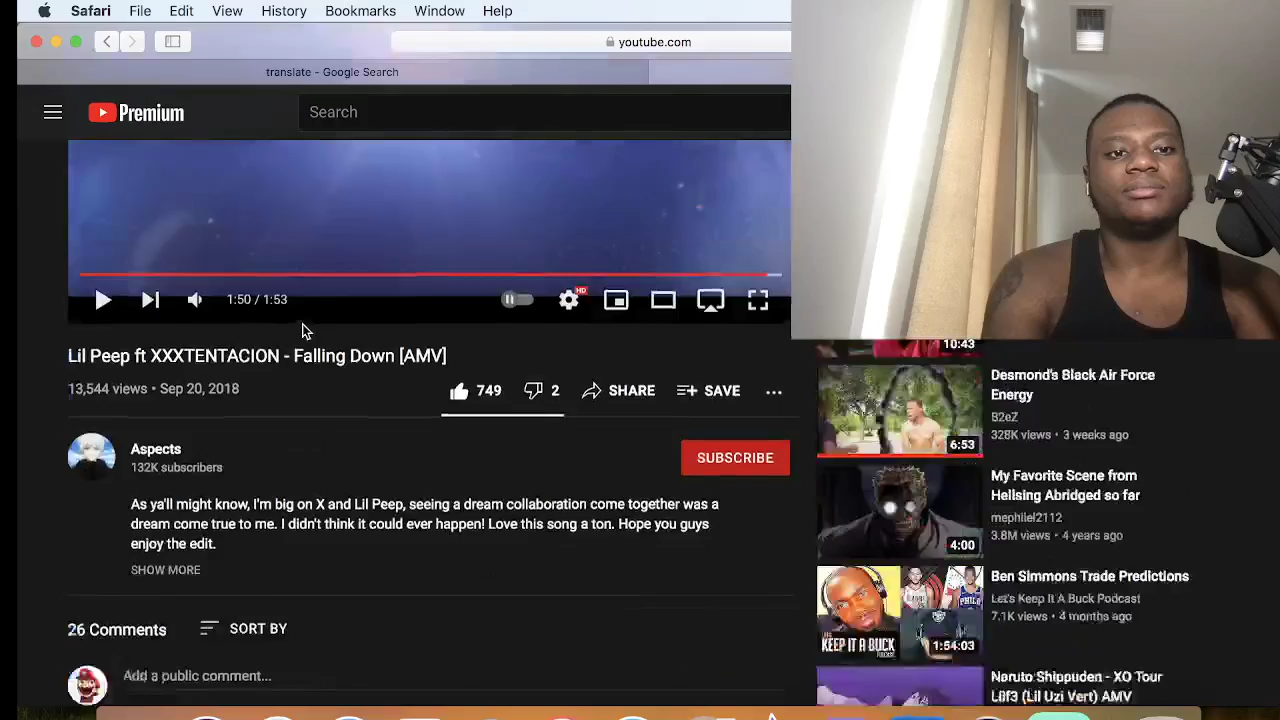 Safari File Edit View History Bookmarks Window Help
youtube.com
translate - Google Search
Premium
Search
1:50 / 1:53
HD
Lil Peep ft XXXTENTACION - Falling Down [AMV]
13,544 views • Sep 20, 2018
749
2
SHARE
SAVE
Aspects
132K subscribers
SUBSCRIBE
As ya'll might know, I'm big on X and Lil Peep, seeing a dream collaboration come together was a
dream come true to me. I didn't think it could ever happen! Love this song a ton. Hope you guys
enjoy the edit.
SHOW MORE
26 Comments
SORT BY
Add a public comment...
10:43
Desmond's Black Air Force
Energy
B2eZ
328K views • 3 weeks ago
6:53
My Favorite Scene from
Hellsing Abridged so far
mephilel2112
3.8M views • 4 years ago
4:00
Ben Simmons Trade Predictions
Let's Keep It A Buck Podcast
7.1K views • 4 months ago
PHILA
KEEP IT A BUCK
PODCAST
1:54:03
Naruto Shippuden - XO Tour
Llif3 (Lil Uzi Vert) AMV